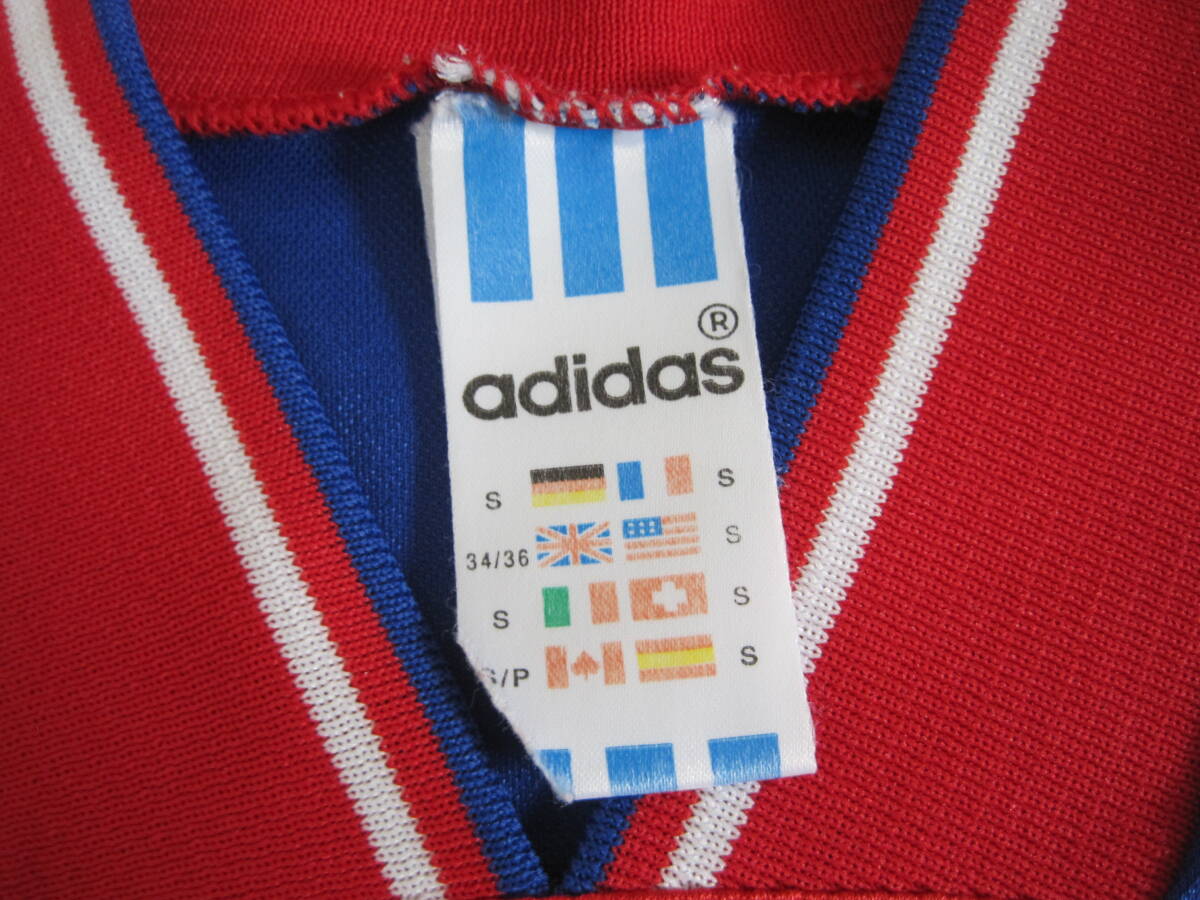 ®
adidas
S S
34/36 S
S S
S/P S